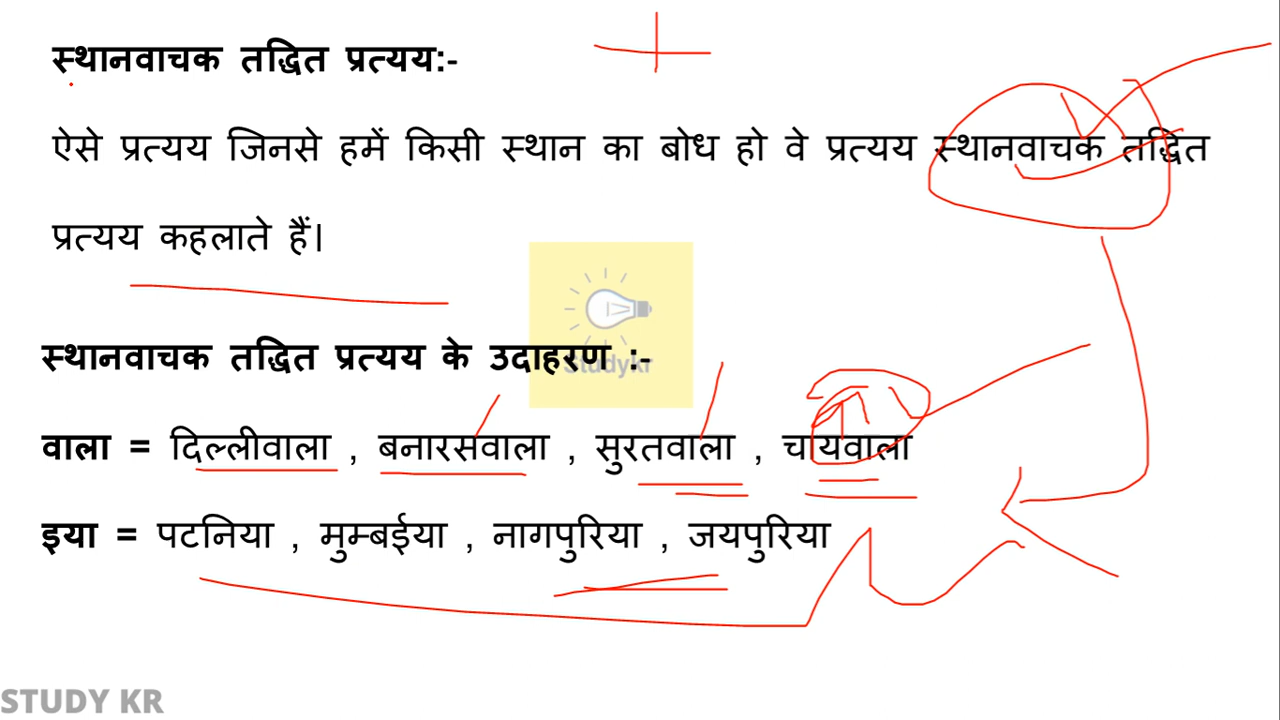 स्थानवाचक तद्धित प्रत्यय:-
ऐसे प्रत्यय जिनसे हमें किसी स्थान का बोध हो वे प्रत्यय स्थानवाचक तद्धित
प्रत्यय कहलाते हैं।
स्थानवाचक तद्धित प्रत्यय के उदाहरण :-
Studykr
वाला = दिल्लीवाला , बनारसवाला , सुरतवाला , चायवाला
इया = पटनिया , मुम्बईया , नागपुरिया , जयपुरिया
STUDY KR